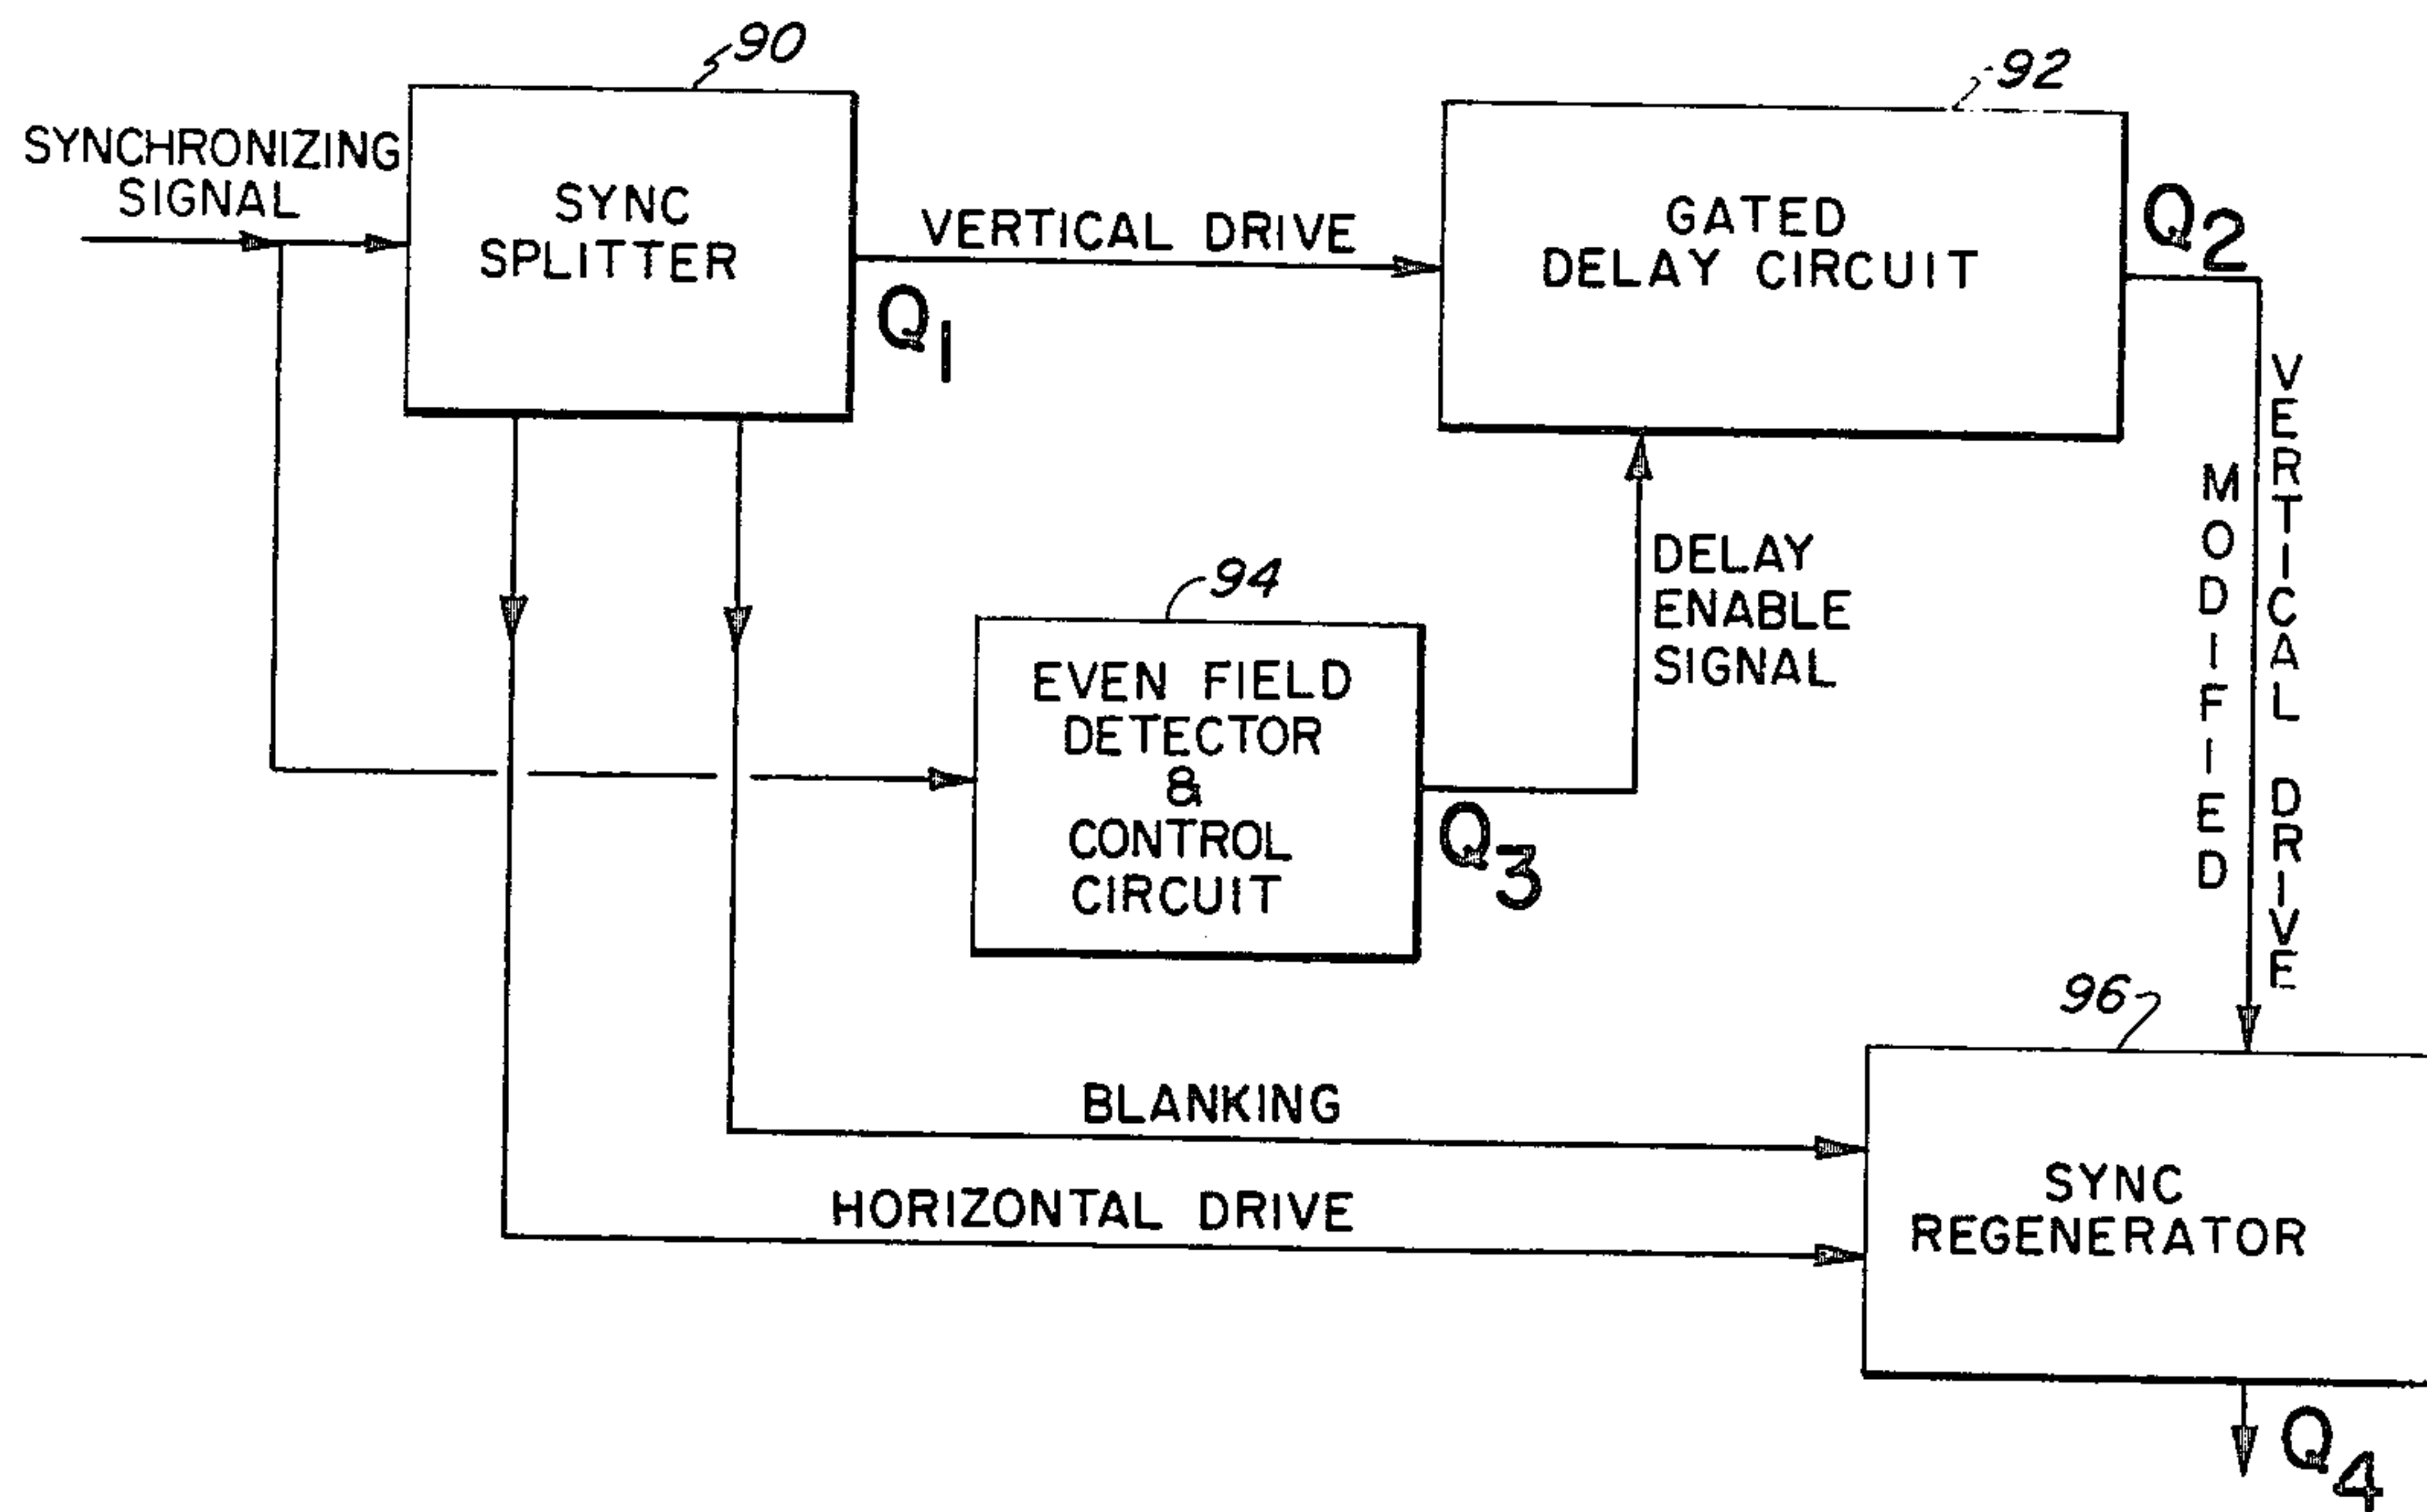 90
92
SYNCHRONIZING
SIGNAL
SYNC
SPLITTER
VERTICAL DRIVE
Q1
GATED
DELAY CIRCUIT
Q2
MODIFIED
VERTICAL DRIVE
DELAY
ENABLE
SIGNAL
94
EVEN FIELD
DETECTOR
&
CONTROL
CIRCUIT
Q3
96
BLANKING
HORIZONTAL DRIVE
SYNC
REGENERATOR
Q4